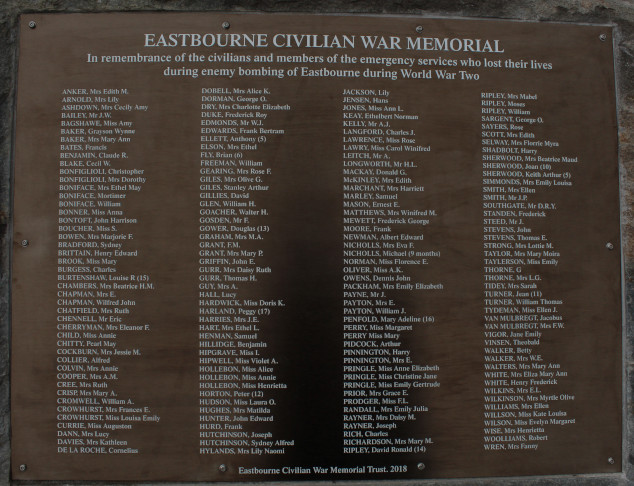 EASTBOURNE CIVILIAN WAR MEMORIAL
In remembrance of the civilians and members of the emergency services who lost their lives
during enemy bombing of Eastbourne during World War Two
ANKER, Mrs Edith M.
ARNOLD, Mrs Lily
ASHDOWN, Mrs Cecily Amy
BAILEY, Mr J.W.
BAGSHAWE, Miss Amy
BAKER, Grayson Wynne
BAKER, Mrs Mary Ann
BATES, Francis
BENJAMIN, Claude R.
BLAKE, Cecil W.
BONFIGLIOLI, Christopher
BONFIGLIOLI, Mrs Dorothy
BONIFACE, Mrs Ethel May
BONIFACE, Mortimer
BONIFACE, William
BONNER, Miss Anna
BONTOFT, John Harrison
BOUCHER, Miss S.
BOWEN, Mrs Marjorie F.
BRADFORD, Sydney
BRITTAIN, Henry Edward
BROOK, Miss Mary
BURGESS, Charles
BURTENSHAW, Louise R (15)
CHAMBERS, Mrs Beatrice H.M.
CHAPMAN, Mrs E.
CHAPMAN, Wilfred John
CHATFIELD, Mrs Ruth
CHENNELL, Mr Eric
CHERRYMAN, Mrs Eleanor F.
CHILD, Miss Annie
CHITTY, Pearl May
COCKBURN, Mrs Jessie M.
COLLIER, Alfred
COLVIN, Mrs Annie
COOPER, Mrs A.M.
CREE, Mrs Ruth
CRISP, Mrs Mary A.
CROMWELL, William A.
CROWHURST, Mrs Frances E.
CROWHURST, Miss Louisa Emily
CURRIE, Miss Auguston
DANN, Mrs Lucy
DAVIES, Mrs Kathleen
DE LA ROCHE, Cornelius
DOBELL, Mrs Alice K.
DORMAN, George O.
DRY, Mrs Charlotte Elizabeth
DUKE, Frederick Roy
EDMONDS, Mr W.J.
EDWARDS, Frank Bertram
ELLETT, Anthony (5)
ELSON, Mrs Ethel
FLY, Brian (6)
FREEMAN, William
GEARING, Mrs Rose F.
GILES, Mrs Olive G.
GILES, Stanley Arthur
GILLIES, David
GLEN, William H.
GOACHER, Walter H.
GOSDEN, Mr F.
GOWER, Douglas (13)
GRAHAM, Mrs M.A.
GRANT, F.M.
GRANT, Mrs Mary P.
GRIFFIN, John E.
GURR, Mrs Daisy Ruth
GURR, Thomas H.
GUY, Mrs A.
HALL, Lucy
HARDWICK, Miss Doris K.
HARLAND, Peggy (17)
HARRIES, Mrs J.E.
HART, Mrs Ethel L.
HENMAN, Samuel
HILLIDGE, Benjamin
HIPGRAVE, Miss I.
HIPWELL, Miss Violet A.
HOLLEBON, Miss Alice
HOLLEBON, Miss Annie
HOLLEBON, Miss Henrietta
HORTON, Peter (12)
HUDSON, Miss Laura O.
HUGHES, Mrs Matilda
HUNTER, John Edward
HURD, Frank
HUTCHINSON, Joseph
HUTCHINSON, Sydney Alfred
HYLANDS, Mrs Lily Naomi
JACKSON, Lily
JENSEN, Hans
JONES, Miss Ann L.
KEAY, Ethelbert Norman
KELLY, Mr A.J.
LANGFORD, Charles J.
LAWRENCE, Miss Rose
LAWRY, Miss Carol Winifred
LEITCH, Mr A.
LONGWORTH, Mr H.L.
MACKAY, Donald G.
McKINLEY, Mrs Edith
MARCHANT, Mrs Harriett
MARLEY, Samuel
MASON, Ernest E.
MATTHEWS, Mrs Winifred M.
MEWETT, Frederick George
MOORE, Frank
NEWMAN, Albert Edward
NICHOLLS, Mrs Eva F.
NICHOLLS, Michael (9 months)
NORMAN, Miss Florence E.
OLIVER, Miss A.K.
OWENS, Dennis John
PACKHAM, Mrs Emily Elizabeth
PAYNE, Mr J.
PAYTON, Mrs E.
PAYTON, William J.
PENFOLD, Mary Adeline (16)
PERRY, Miss Margaret
PERRY Miss Mary
PIDCOCK, Arthur
PINNINGTON, Harry
PINNINGTON, Mrs E.
PRINGLE, Miss Anne Elizabeth
PRINGLE, Miss Christine Jane
PRINGLE, Miss Emily Gertrude
PRIOR, Mrs Grace E.
PRODGER, Miss F.L.
RANDALL, Mrs Emily Julia
RAYNER, Mrs Daisy M.
RAYNER, Joseph
RICH, Charles
RICHARDSON, Mrs Mary M.
RIPLEY, David Ronald (14)
RIPLEY, Mrs Mabel
RIPLEY, Moses
RIPLEY, William
SARGENT, George O.
SAYERS, Rose
SCOTT, Mrs Edith
SELWAY, Mrs Florrie Myra
SHADBOLT, Harry
SHERWOOD, Mrs Beatrice Maud
SHERWOOD, Joan (10)
SHERWOOD, Keith Arthur (5)
SIMMONDS, Mrs Emily Louisa
SMITH, Mrs Ellen
SMITH, Mr J.P.
SOUTHGATE, Mr D.R.Y.
STANDEN, Frederick
STEED, Mr J.
STEVENS, John
STEVENS, Thomas E.
STRONG, Mrs Lottie M.
TAYLOR, Mrs Mary Moira
TAYLERSON, Miss Emily
THORNE, G
THORNE, Mrs L.G.
TIDEY, Mrs Sarah
TURNER, Jean (11)
TURNER, William Thomas
TYDEMAN, Miss Ellen J.
VAN MULBREGT, Jacobus
VAN MULBREGT, Mrs F.W.
VIGOR, Jane Emily
VINSEN, Theobald
WALKER, Betty
WALKER, Mrs W.E.
WALTERS, Mrs Mary Ann
WHITE, Mrs Eliza Mary Ann
WHITE, Henry Frederick
WILKINS, Mrs E.L.
WILKINSON, Mrs Myrtle Olive
WILLIAMS, Mrs Ellen
WILLSON, Miss Kate Louisa
WILSON, Miss Evelyn Margaret
WISE, Mrs Henrietta
WOOLLIAMS, Robert
WREN, Mrs Fanny
Eastbourne Civilian War Memorial Trust. 2018